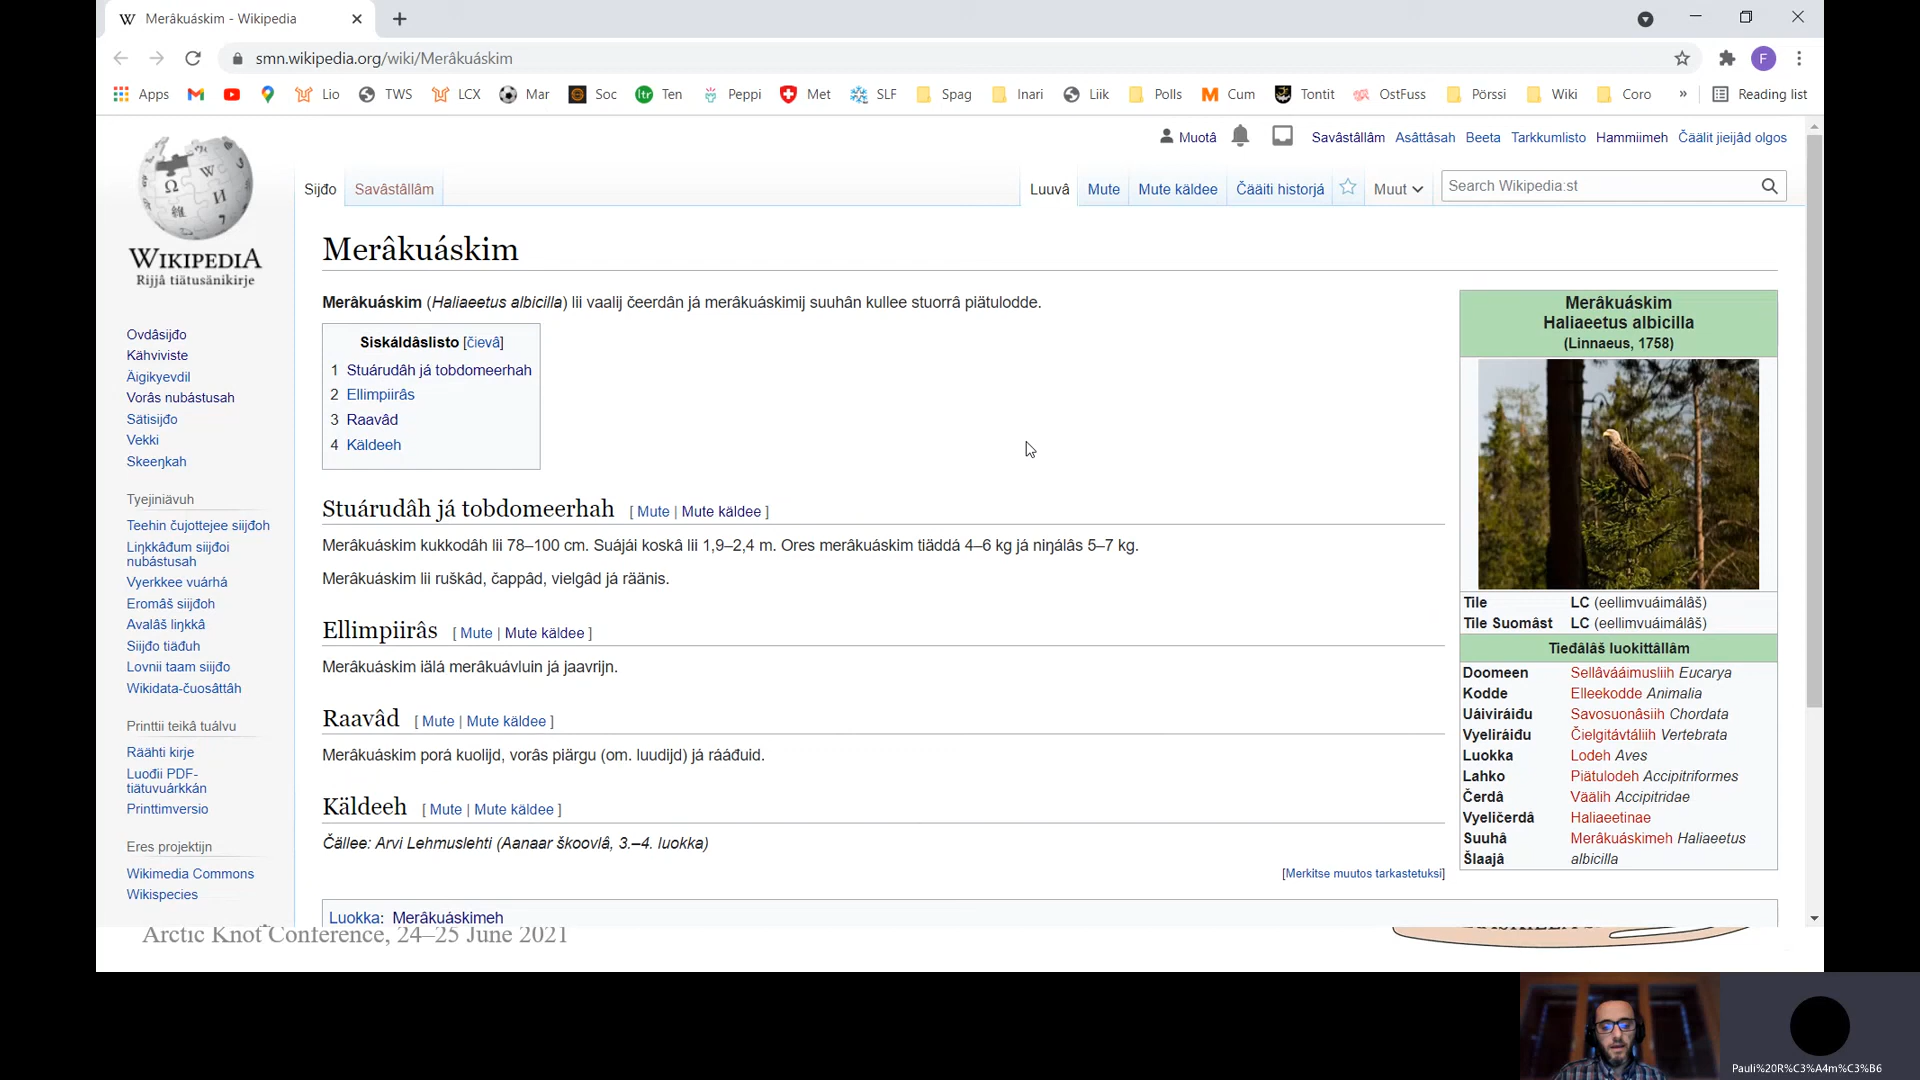 Merâkuáskim - Wikipedia
smn.wikipedia.org/wiki/Merâkuáskim
F
Apps Lio TWS LCX Mar Soc Ten Peppi Met SLF Spag Inari Liik Polls Cum Tontit OstFuss Pörssi Wiki Coro » Reading list
Muotâ Savâstâllâm Asâttâsah Beeta Tarkkumlisto Hammiimeh Čäälit jieijâd olgos
Sijđo Savâstâllâm Luuvâ Mute Mute käldee Čääiti historjá Muut Search Wikipedia:st
WIKIPEDIA
Rijjâ tiätusänikirje
Ovdâsijđo
Kähviviste
Äigikyevdil
Vorâs nubástusah
Sätisijđo
Vekki
Skeeŋkah
Tyejiniävuh
Teehin čujottejee siijđoh
Liŋkkâđum siijđoi
nubástusah
Vyerkkee vuárhá
Eromâš siijđoh
Avalâš liŋkkâ
Siijđo tiäđuh
Lovnii taam siijđo
Wikidata-čuosâttâh
Printtii teikâ tuálvu
Räähti kirje
Luođii PDF-
tiätuvuárkkán
Printtimversio
Eres projektijn
Wikimedia Commons
Wikispecies
Merâkuáskim
Merâkuáskim (Haliaeetus albicilla) lii vaalij čeerdân já merâkuáskimij suuhân kullee stuorrâ piätulodde.
Siskáldâslisto [čievâ]
1 Stuárudâh já tobdomeerhah
2 Ellimpiirâs
3 Raavâd
4 Käldeeh
Stuárudâh já tobdomeerhah [ Mute | Mute käldee ]
Merâkuáskim kukkodâh lii 78–100 cm. Suájái koskâ lii 1,9–2,4 m. Ores merâkuáskim tiäddá 4–6 kg já niŋálâs 5–7 kg.
Merâkuáskim lii ruškâd, čappâd, vielgâd já räänis.
Ellimpiirâs [ Mute | Mute käldee ]
Merâkuáskim iälá merâkuávluin já jaavrijn.
Raavâd [ Mute | Mute käldee ]
Merâkuáskim porá kuolijd, vorâs piärgu (om. luudijd) já rááđuid.
Käldeeh [ Mute | Mute käldee ]
Čällee: Arvi Lehmuslehti (Aanaar škoovlâ, 3.–4. luokka)
[Merkitse muutos tarkastetuksi]
Luokka: Merâkuáskimeh
Merâkuáskim
Haliaeetus albicilla
(Linnaeus, 1758)
Tile LC (eellimvuáimálâš)
Tile Suomâst LC (eellimvuáimálâš)
Tieđâlâš luokittâllâm
Doomeen Sellâvááimusliih Eucarya
Kodde Elleekodde Animalia
Uáiviráiđu Savosuonâsiih Chordata
Vyeliráiđu Čielgitávtáliih Vertebrata
Luokka Lodeh Aves
Lahko Piätulodeh Accipitriformes
Čerdâ Väälih Accipitridae
Vyeličerdâ Haliaeetinae
Suuhâ Merâkuáskimeh Haliaeetus
Šlaajâ albicilla
Arctic Knot Conference, 24–25 June 2021
Pauli%20R%C3%A4m%C3%B6